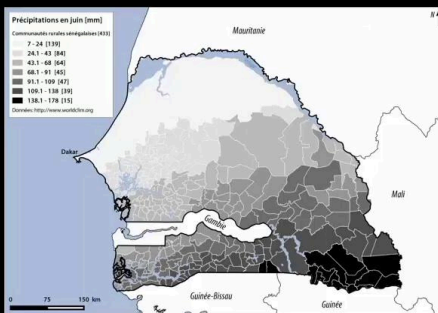 Précipitations en juin [mm]
Communautés rurales sénégalaises [433]
7 - 24 [139]
24.1 - 43 [84]
43.1 - 68 [64]
68.1 - 91 [45]
91.1 - 109 [47]
109.1 - 138 [39]
138.1 - 178 [15]
Données: http://www.worldclim.org
N
Mauritanie
Dakar
Mali
Gambie
Guinée-Bissau
Guinée
0 75 150 km